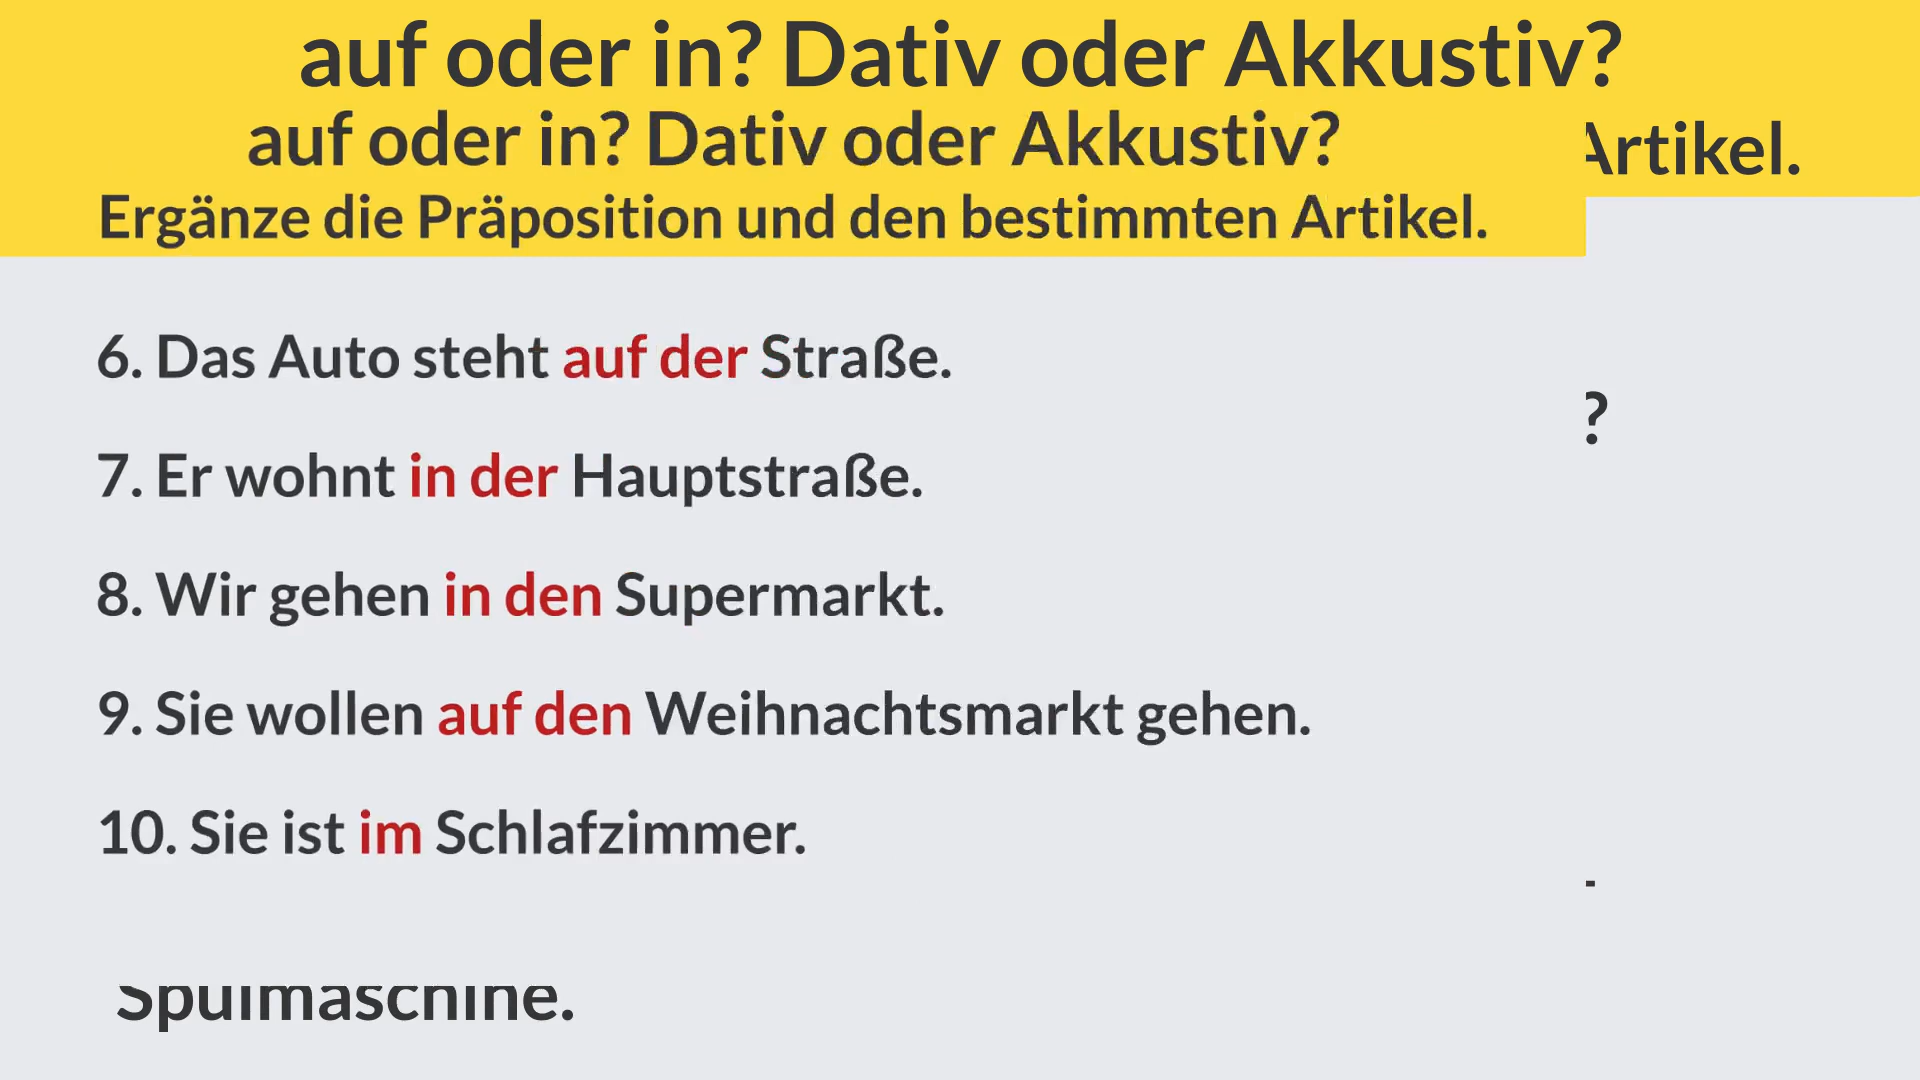 auf oder in? Dativ oder Akkustiv?
auf oder in? Dativ oder Akkustiv?
Artikel.
Ergänze die Präposition und den bestimmten Artikel.
6. Das Auto steht auf der Straße.
?
7. Er wohnt in der Hauptstraße.
8. Wir gehen in den Supermarkt.
9. Sie wollen auf den Weihnachtsmarkt gehen.
10. Sie ist im Schlafzimmer.
Spülmaschine.